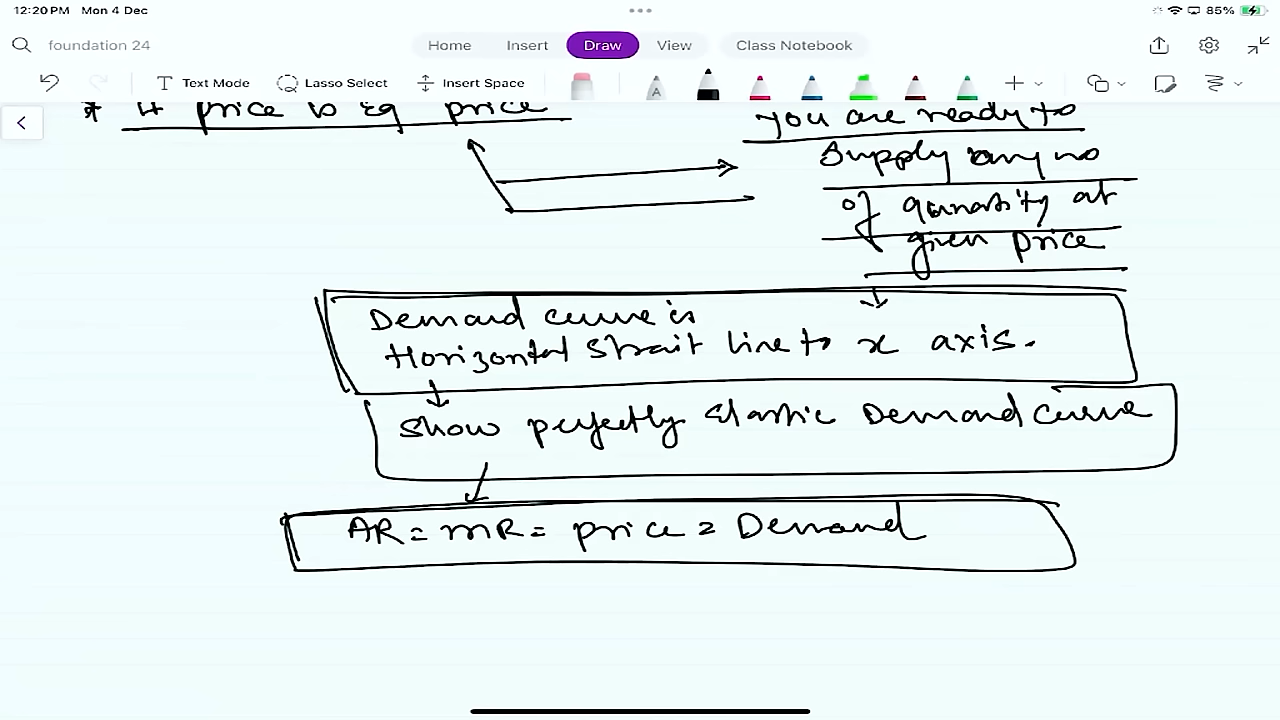 12:20 PM Mon 4 Dec
85%
foundation 24
Home Insert Draw View Class Notebook
Text Mode Lasso Select Insert Space
* If price is Eq price
you are ready to
Supply any no
of quantity at
given price
Demand curve is
Horizontal Strait line to x axis.
Show perfectly Elastic Demand Curve
AR = MR = price = Demand